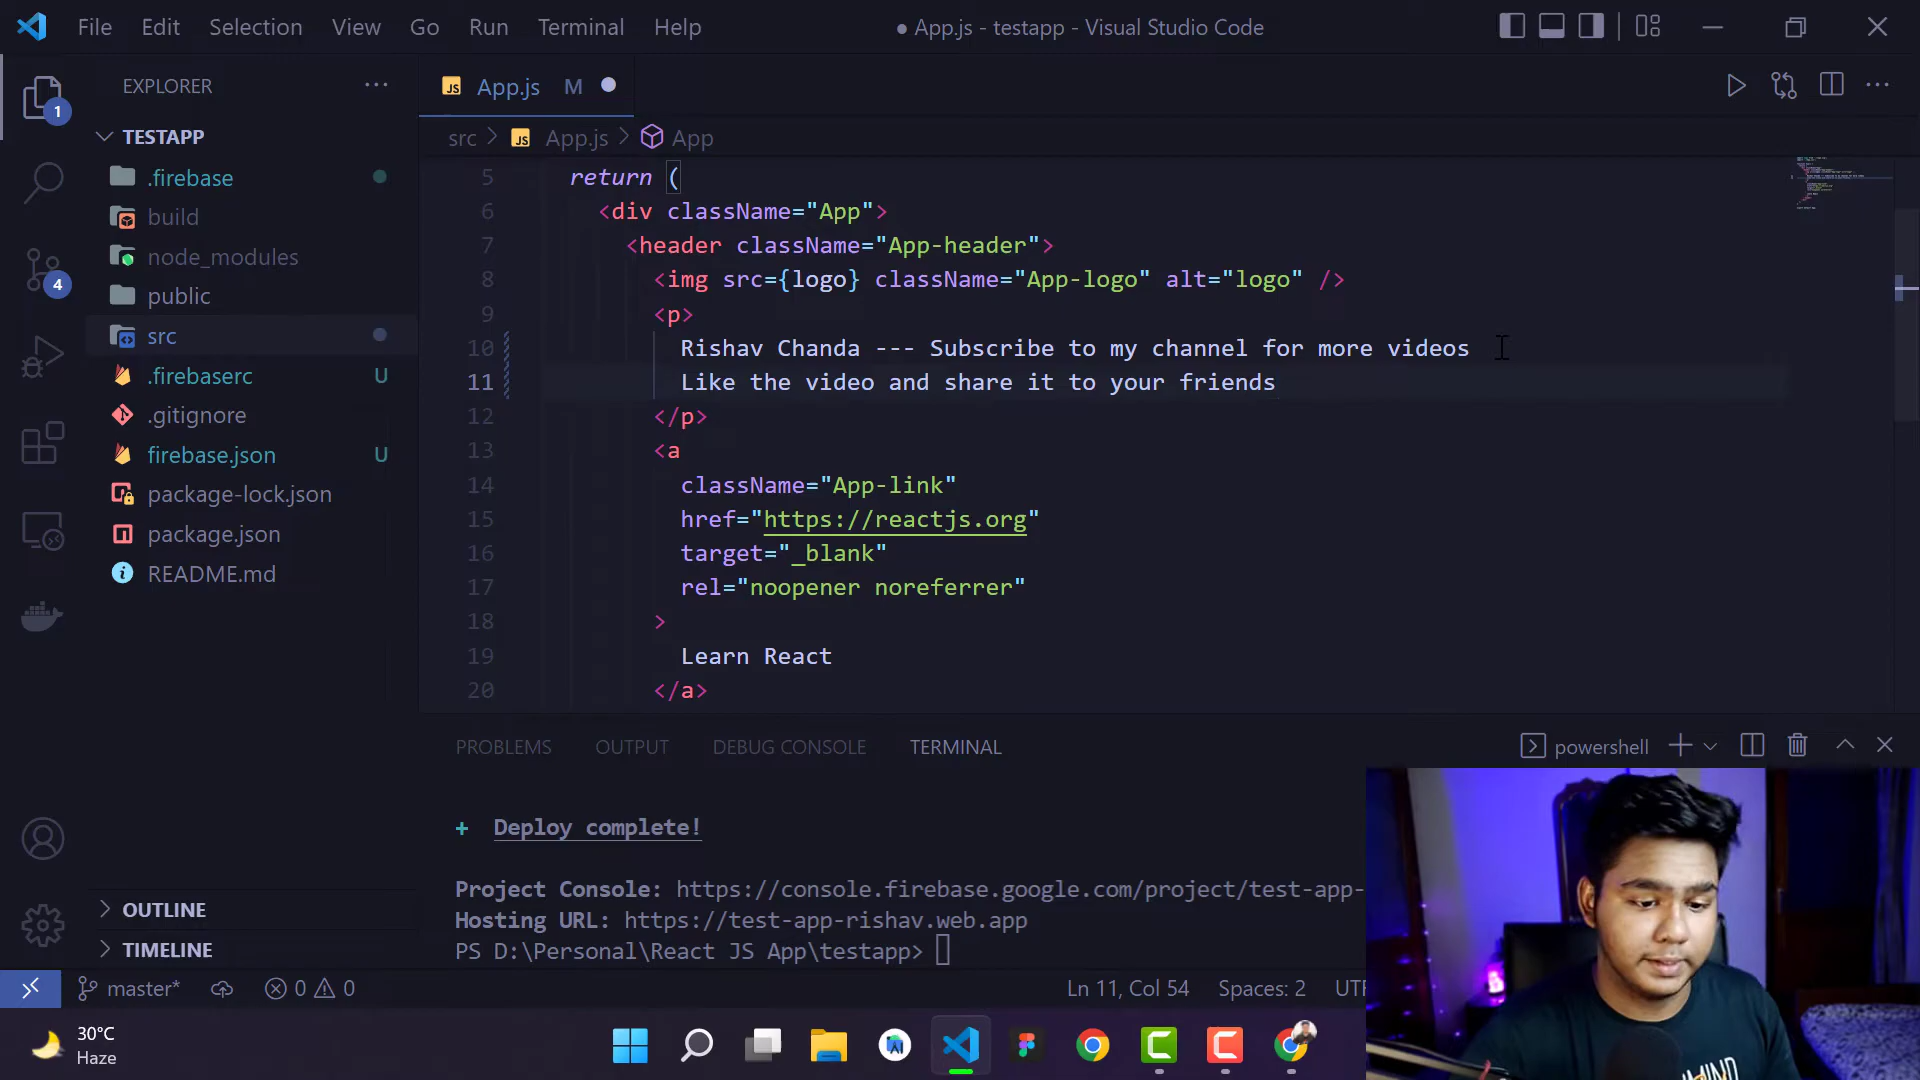 File Edit Selection View Go Run Terminal Help ● App.js - testapp - Visual Studio Code
EXPLORER ···
1
TESTAPP
.firebase
build
node_modules
public
src
.firebaserc U
.gitignore
firebase.json U
package-lock.json
package.json
README.md
4
OUTLINE
TIMELINE
JS App.js M
src > JS App.js > App
5 return (
6 <div className="App">
7 <header className="App-header">
8 <img src={logo} className="App-logo" alt="logo" />
9 <p>
10 Rishav Chanda --- Subscribe to my channel for more videos
11 Like the video and share it to your friends
12 </p>
13 <a
14 className="App-link"
15 href="https://reactjs.org"
16 target="_blank"
17 rel="noopener noreferrer"
18 >
19 Learn React
20 </a>
PROBLEMS OUTPUT DEBUG CONSOLE TERMINAL powershell
+ Deploy complete!
Project Console: https://console.firebase.google.com/project/test-app-
Hosting URL: https://test-app-rishav.web.app
PS D:\Personal\React JS App\testapp>
master* 0 0 Ln 11, Col 54 Spaces: 2 UTF
30°C
Haze